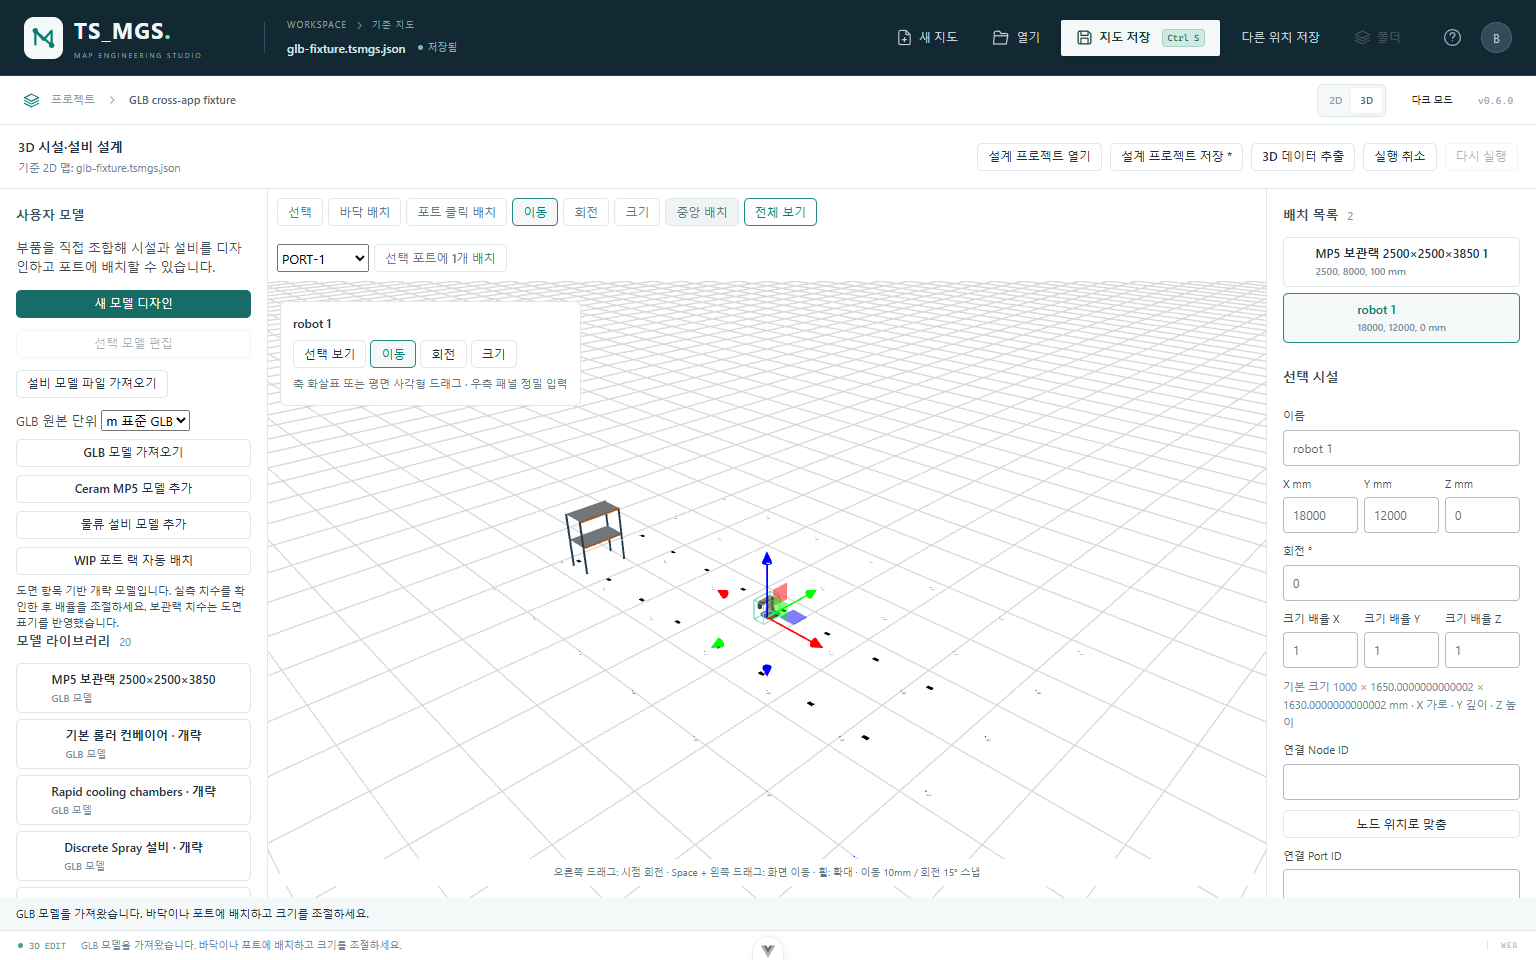 TS_MGS.
MAP ENGINEERING STUDIO
WORKSPACE > 기준 지도
glb-fixture.tsmgs.json 저장됨
새 지도
열기
지도 저장 Ctrl S
다른 위치 저장
폴더
B
프로젝트 > GLB cross-app fixture
2D 3D
다크 모드
v0.6.0
3D 시설·설비 설계
기준 2D 맵: glb-fixture.tsmgs.json
설계 프로젝트 열기
설계 프로젝트 저장 *
3D 데이터 추출
실행 취소
다시 실행
사용자 모델
부품을 직접 조합해 시설과 설비를 디자
인하고 포트에 배치할 수 있습니다.
새 모델 디자인
선택 모델 편집
설비 모델 파일 가져오기
GLB 원본 단위 m 표준 GLB
GLB 모델 가져오기
Ceram MP5 모델 추가
물류 설비 모델 추가
WIP 포트 랙 자동 배치
도면 항목 기반 개략 모델입니다. 실측 치수를 확
인한 후 배율을 조절하세요. 보관랙 치수는 도면
표기를 반영했습니다.
모델 라이브러리 20
MP5 보관랙 2500×2500×3850
GLB 모델
기본 롤러 컨베이어 · 개략
GLB 모델
Rapid cooling chambers · 개략
GLB 모델
Discrete Spray 설비 · 개략
GLB 모델
선택
바닥 배치
포트 클릭 배치
이동
회전
크기
중앙 배치
전체 보기
PORT-1
선택 포트에 1개 배치
robot 1
선택 보기
이동
회전
크기
축 화살표 또는 평면 사각형 드래그 · 우측 패널 정밀 입력
오른쪽 드래그: 시점 회전 · Space + 왼쪽 드래그: 화면 이동 · 휠: 확대 · 이동 10mm / 회전 15° 스냅
배치 목록 2
MP5 보관랙 2500×2500×3850 1
2500, 8000, 100 mm
robot 1
18000, 12000, 0 mm
선택 시설
이름
robot 1
X mm Y mm Z mm
18000 12000 0
회전 °
0
크기 배율 X 크기 배율 Y 크기 배율 Z
1 1 1
기본 크기 1000 × 1650.0000000000002 ×
1630.0000000000002 mm · X 가로 · Y 깊이 · Z 높
이
연결 Node ID
노드 위치로 맞춤
연결 Port ID
GLB 모델을 가져왔습니다. 바닥이나 포트에 배치하고 크기를 조절하세요.
3D EDIT GLB 모델을 가져왔습니다. 바닥이나 포트에 배치하고 크기를 조절하세요.
WEB